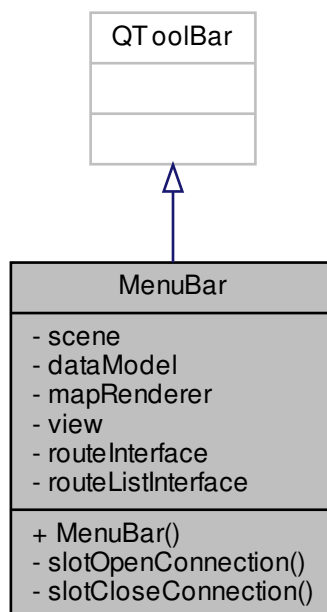 QToolBar
MenuBar
- scene
- dataModel
- mapRenderer
- view
- routeInterface
- routeListInterface
+ MenuBar()
- slotOpenConnection()
- slotCloseConnection()